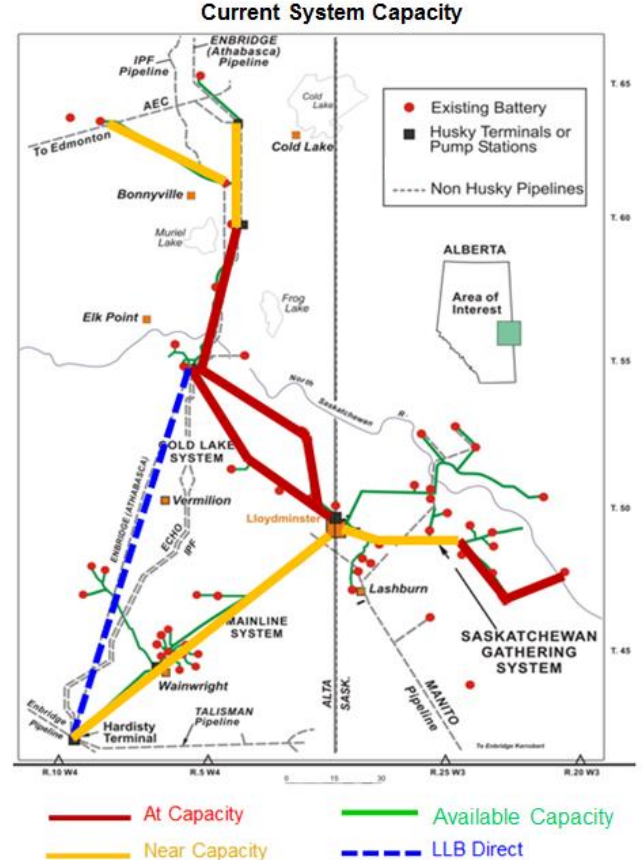 Current System Capacity
ENBRIDGE
(Athabasca)
Pipeline
IPF
Pipeline
T. 65
AEC
Cold
Lake
To Edmonton
Cold Lake
Existing Battery
Husky Terminals or
Pump Stations
Non Husky Pipelines
Bonnyville
T. 60
Muriel
Lake
ALBERTA
Area of
Interest
Frog
Lake
Elk Point
T. 55
North
Saskatchewan
R.
COLD LAKE
SYSTEM
ENBRIDGE (ATHABASCA)
Vermilion
ECHO
IPF
Lloydminster
T. 50
Lashburn
MAINLINE
SYSTEM
SASKATCHEWAN
GATHERING
SYSTEM
T. 45
Wainwright
ALTA
SASK.
MANITO
Pipeline
Enbridge
Pipeline
Hardisty
Terminal
TALISMAN
Pipeline
To Enbridge Kerrobert
R.10 W4
R.5 W4
0 15 30
R.25 W3
R.20 W3
At Capacity
Available Capacity
Near Capacity
LLB Direct